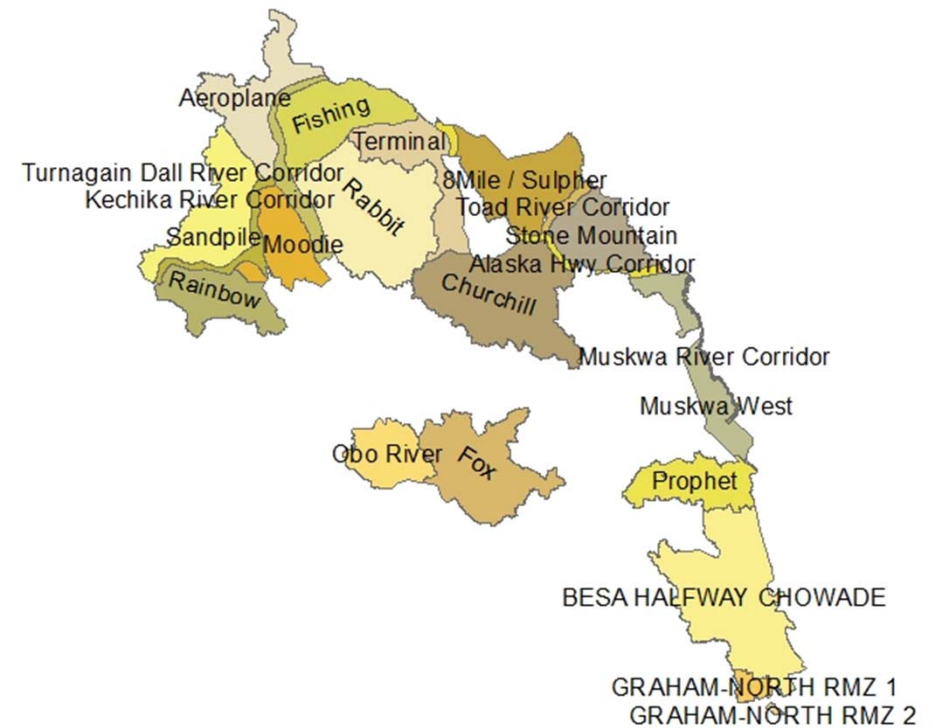 Aeroplane
Fishing
Terminal
Turnagain Dall River Corridor
8Mile / Sulpher
Kechika River Corridor
Rabbit
Toad River Corridor
Sandpile
Moodie
Stone Mountain
Alaska Hwy Corridor
Rainbow
Churchill
Muskwa River Corridor
Muskwa West
Obo River
Fox
Prophet
BESA HALFWAY CHOWADE
GRAHAM-NORTH RMZ 1
GRAHAM-NORTH RMZ 2